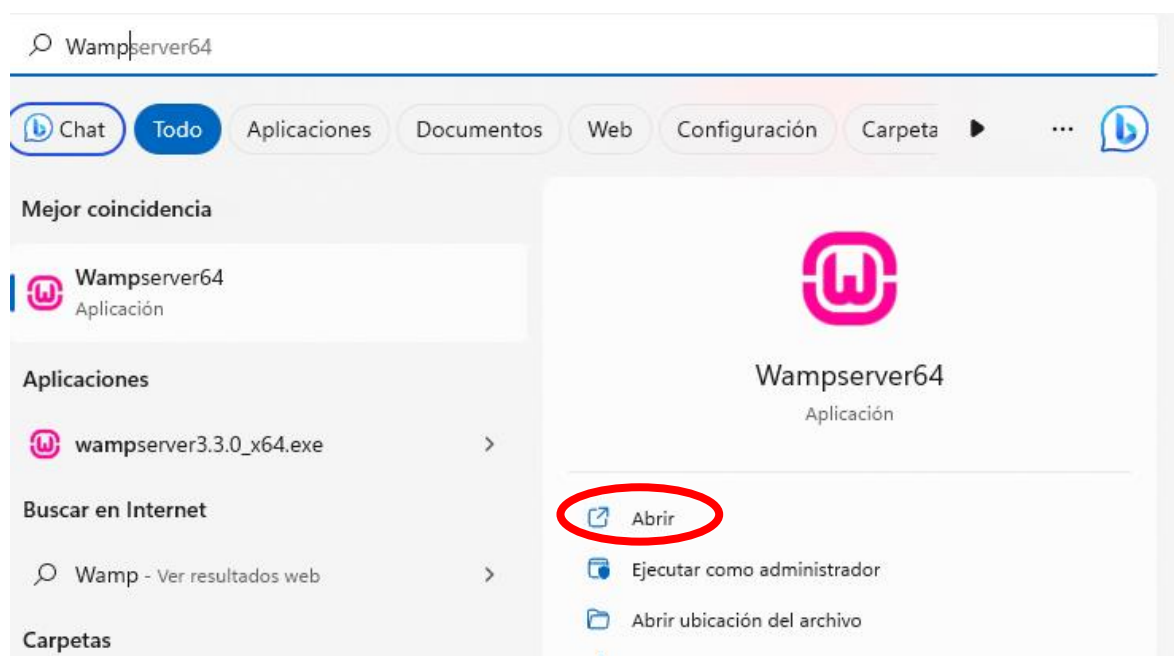 Wampserver64
Chat Todo Aplicaciones Documentos Web Configuración Carpeta
Mejor coincidencia
Wampserver64
Aplicación
Aplicaciones
wampserver3.3.0_x64.exe
Buscar en Internet
Wamp - Ver resultados web
Carpetas
Wampserver64
Aplicación
Abrir
Ejecutar como administrador
Abrir ubicación del archivo